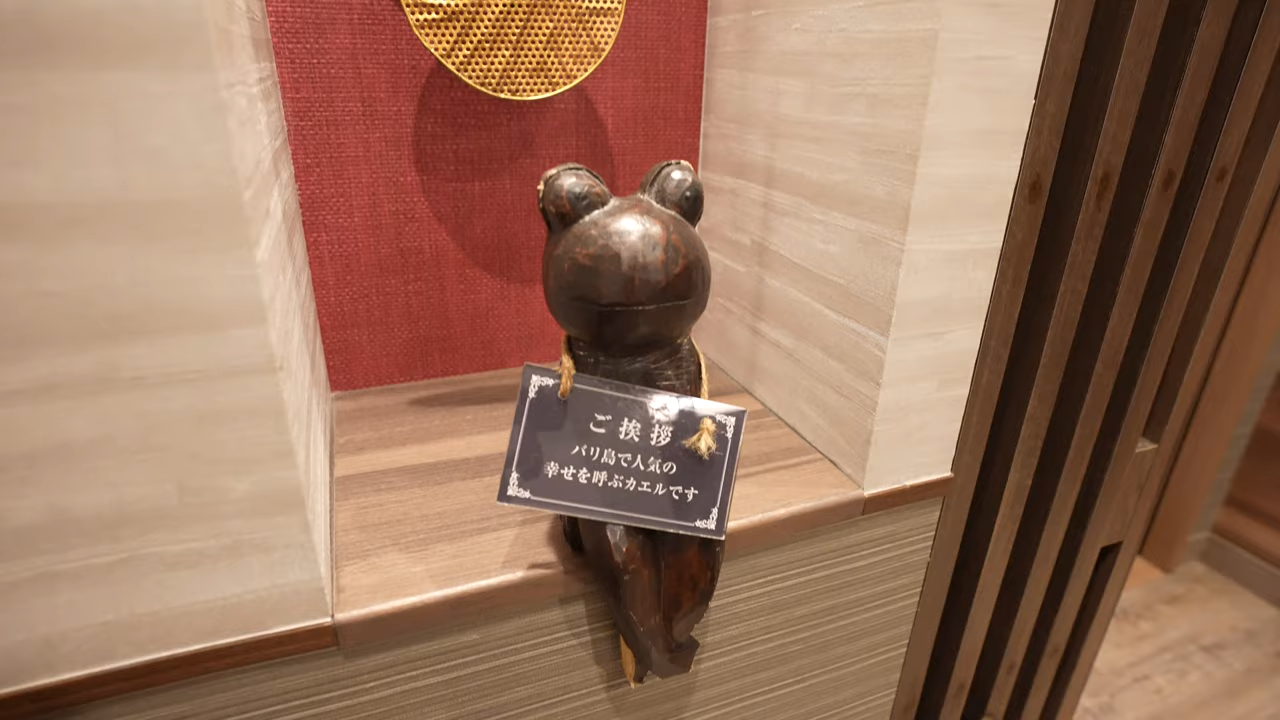 ご挨拶
バリ島で人気の
幸せを呼ぶカエルです